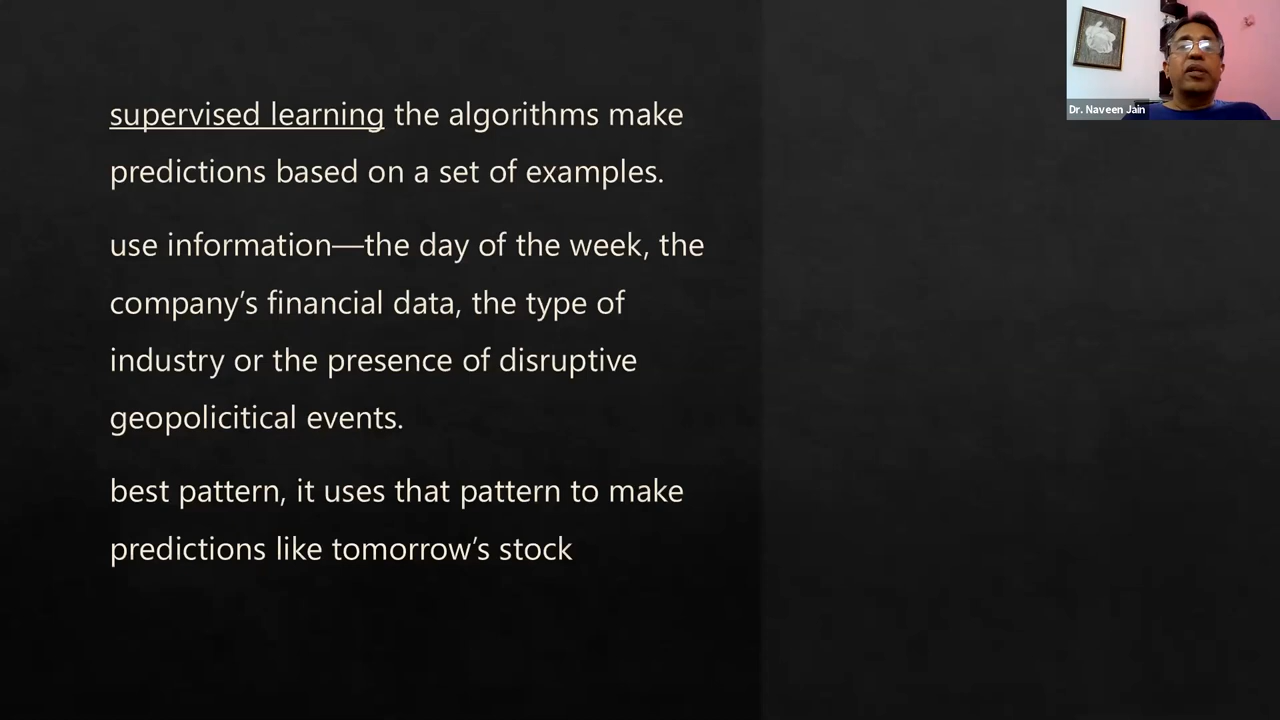 supervised learning the algorithms make
predictions based on a set of examples.
use information—the day of the week, the
company’s financial data, the type of
industry or the presence of disruptive
geopolicitical events.
best pattern, it uses that pattern to make
predictions like tomorrow’s stock
Dr. Naveen Jain